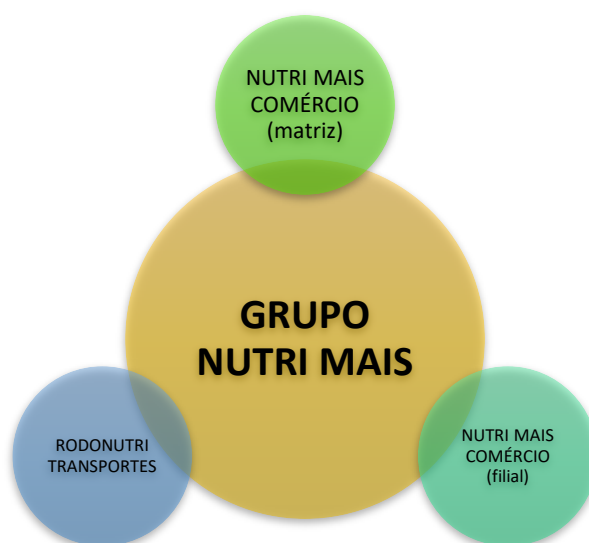 NUTRI MAIS
COMÉRCIO
(matriz)
GRUPO
NUTRI MAIS
RODONUTRI
TRANSPORTES
NUTRI MAIS
COMÉRCIO
(filial)